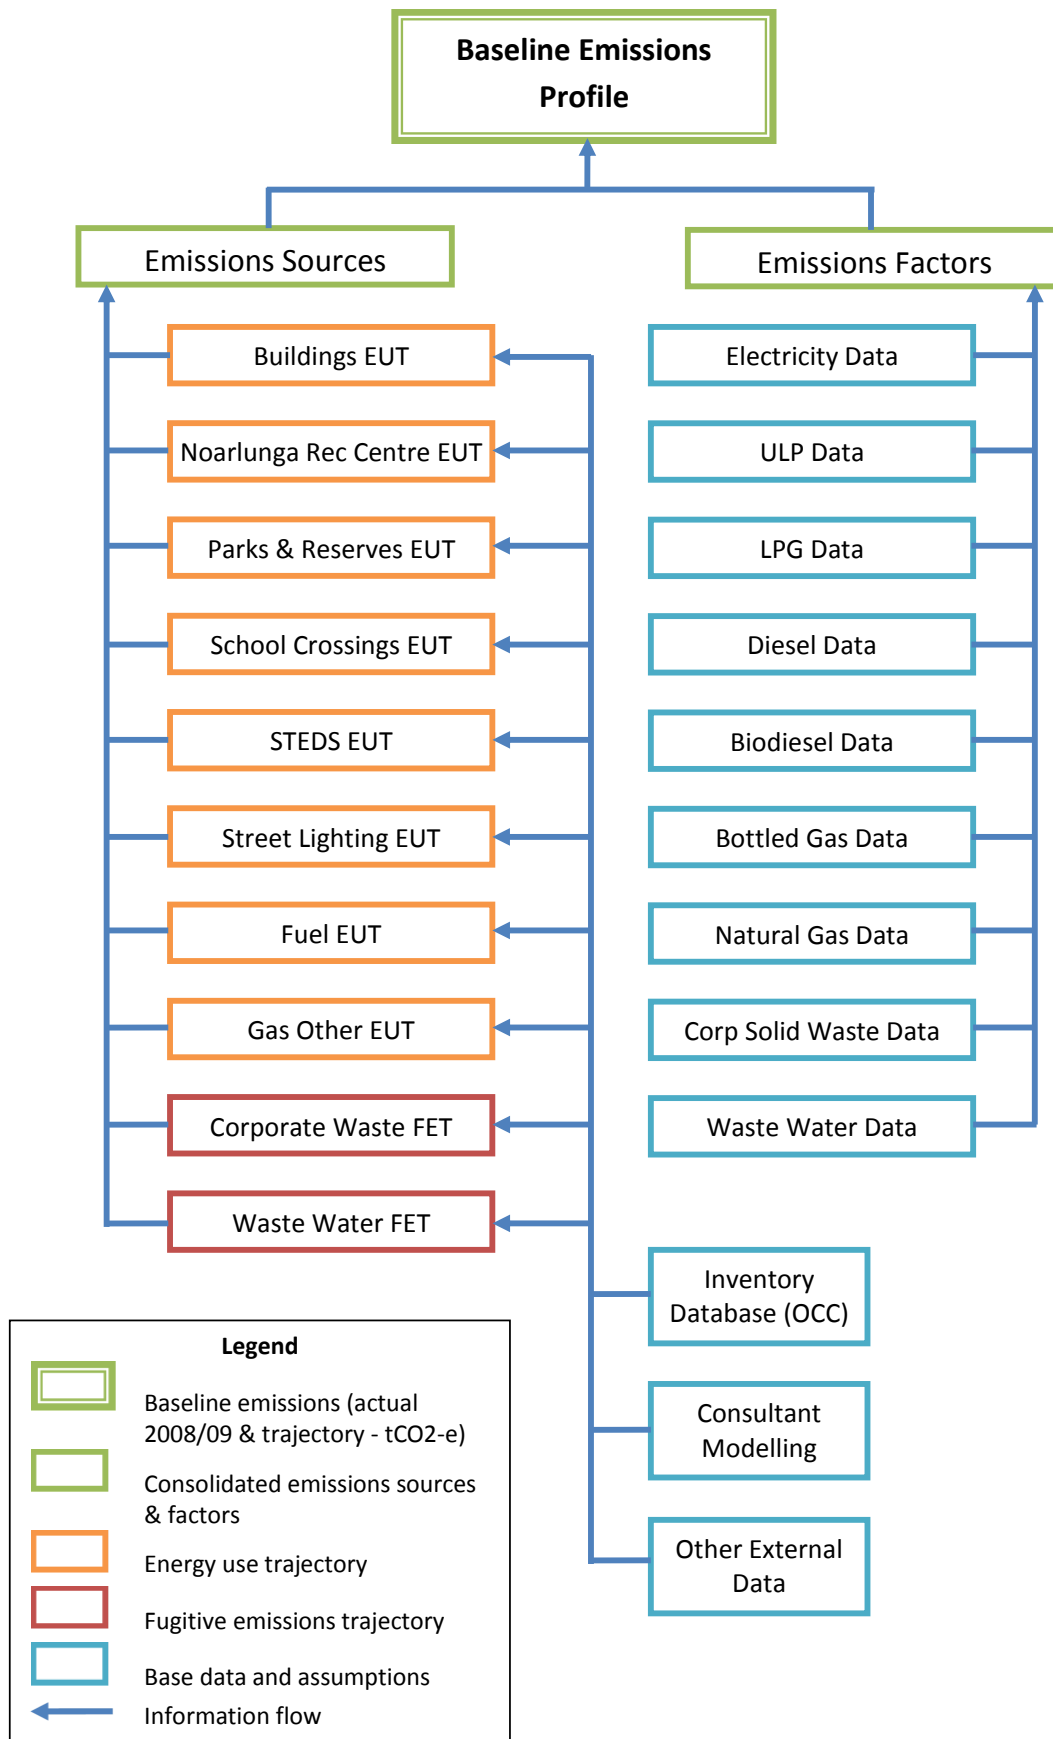 Baseline Emissions
Profile
Emissions Sources
Emissions Factors
Buildings EUT
Noarlunga Rec Centre EUT
Parks & Reserves EUT
School Crossings EUT
STEDS EUT
Street Lighting EUT
Fuel EUT
Gas Other EUT
Corporate Waste FET
Waste Water FET
Electricity Data
ULP Data
LPG Data
Diesel Data
Biodiesel Data
Bottled Gas Data
Natural Gas Data
Corp Solid Waste Data
Waste Water Data
Inventory
Database (OCC)
Consultant
Modelling
Other External
Data
Legend
Baseline emissions (actual
2008/09 & trajectory - tCO2-e)
Consolidated emissions sources
& factors
Energy use trajectory
Fugitive emissions trajectory
Base data and assumptions
Information flow